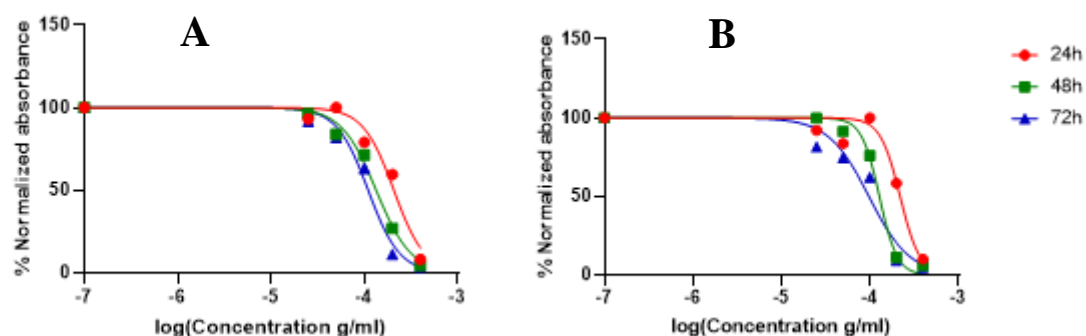 A
% Normalized absorbance
150
100
50
0
-7
-6
-5
-4
-3
log(Concentration g/ml)
B
% Normalized absorbance
150
100
50
0
-7
-6
-5
-4
-3
log(Concentration g/ml)
24h
48h
72h